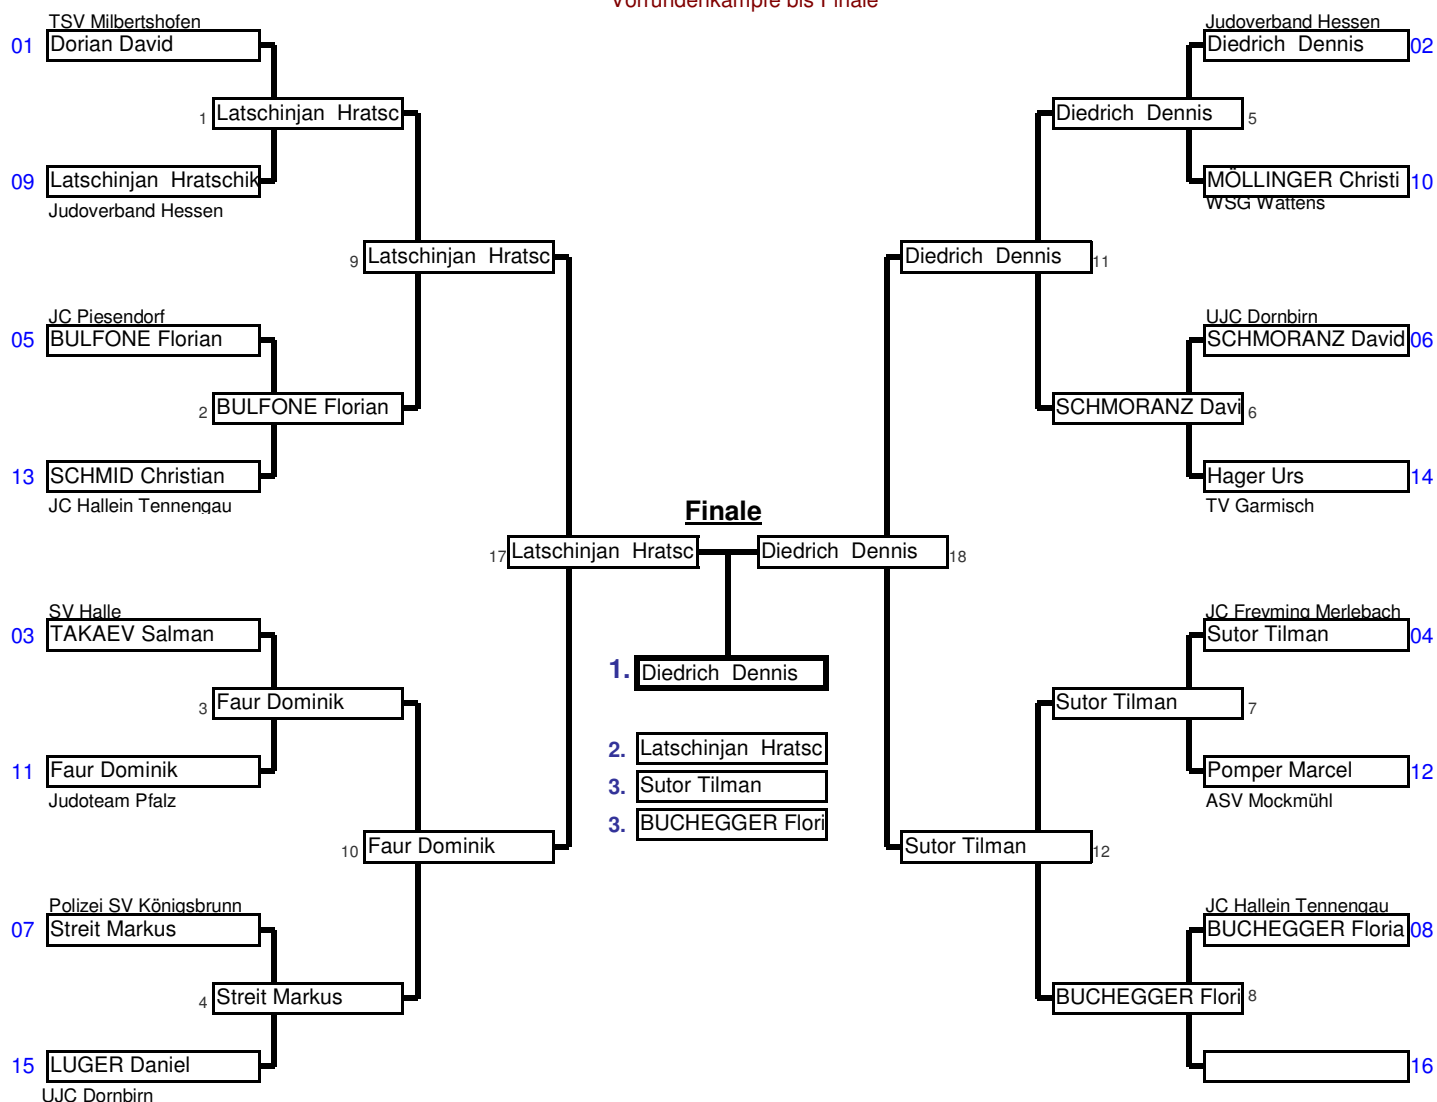 Vorrundenkämpfe bis Finale
TSV Milbertshofen
01 Dorian David
1 Latschinjan Hratsc
09 Latschinjan Hratschik
Judoverband Hessen
9 Latschinjan Hratsc
JC Piesendorf
05 BULFONE Florian
2 BULFONE Florian
13 SCHMID Christian
JC Hallein Tennengau
17 Latschinjan Hratsc
SV Halle
03 TAKAEV Salman
3 Faur Dominik
11 Faur Dominik
Judoteam Pfalz
10 Faur Dominik
Polizei SV Königsbrunn
07 Streit Markus
4 Streit Markus
15 LUGER Daniel
UJC Dornbirn
Finale
1. Diedrich Dennis
2. Latschinjan Hratsc
3. Sutor Tilman
3. BUCHEGGER Flori
Judoverband Hessen
Diedrich Dennis 02
Diedrich Dennis 5
MÖLLINGER Christi 10
WSG Wattens
Diedrich Dennis 11
UJC Dornbirn
SCHMORANZ David 06
SCHMORANZ Davi 6
Hager Urs 14
TV Garmisch
Diedrich Dennis 18
JC Freyming Merlebach
Sutor Tilman 04
Sutor Tilman 7
Pomper Marcel 12
ASV Mockmühl
Sutor Tilman 12
JC Hallein Tennengau
BUCHEGGER Floria 08
BUCHEGGER Flori 8
16